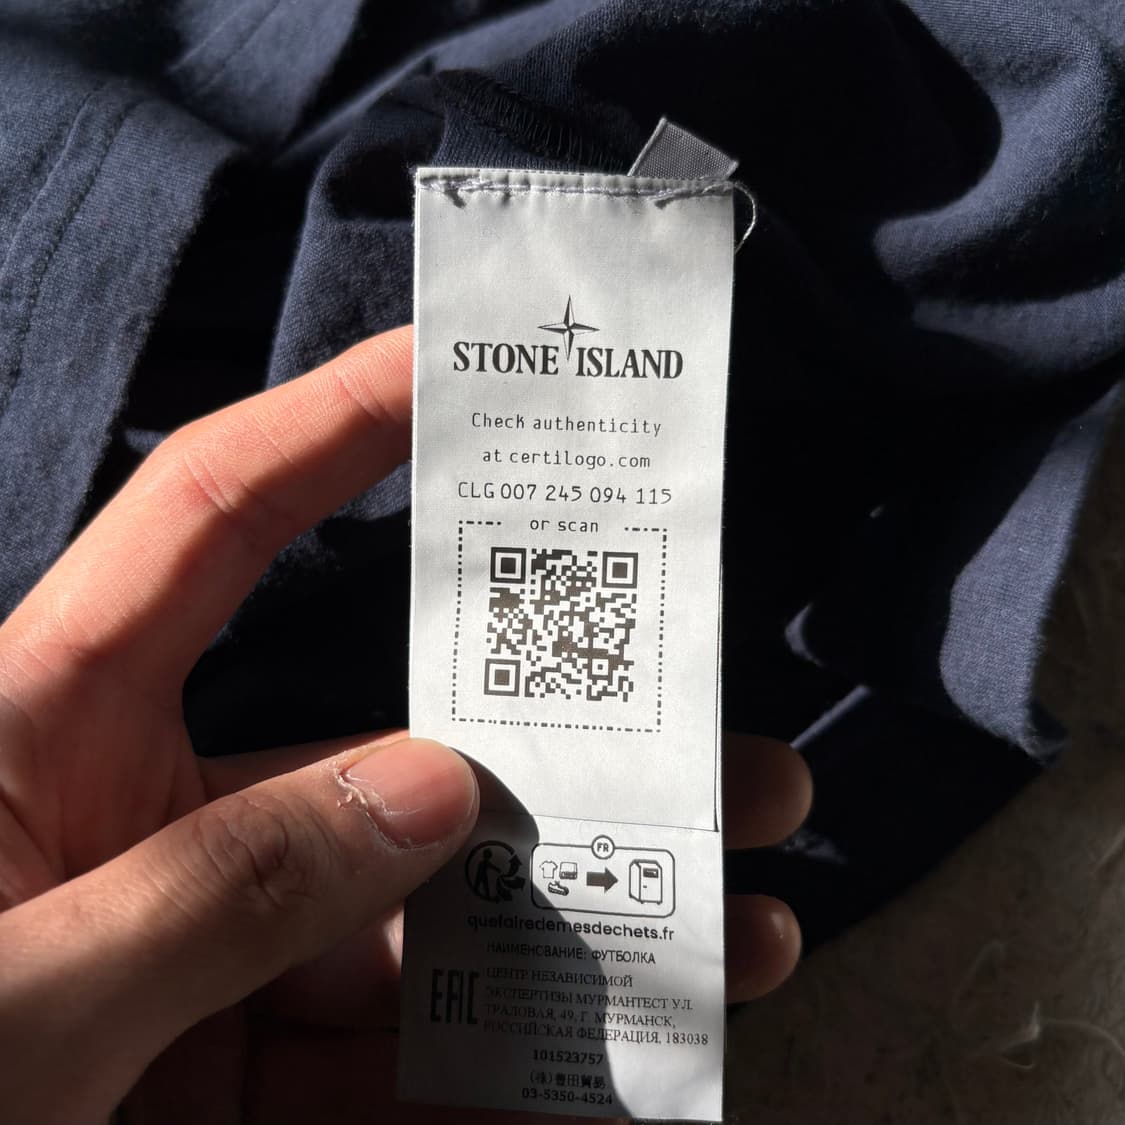 STONE ISLAND
Check authenticity
at certilogo.com
CLG 007 245 094 115
or scan
FR
quefairedemesdechets.fr
НАИМЕНОВАНИЕ: ФУТБОЛКА
EAC
ЦЕНТР НЕЗАВИСИМОЙ
ЭКСПЕРТИЗЫ МУРМАНТЕСТ УЛ.
ТРАЛОВАЯ, 49, Г. МУРМАНСК,
РОССИЙСКАЯ ФЕДЕРАЦИЯ, 183038
101523757
(株)豊田貿易
03-5350-4524